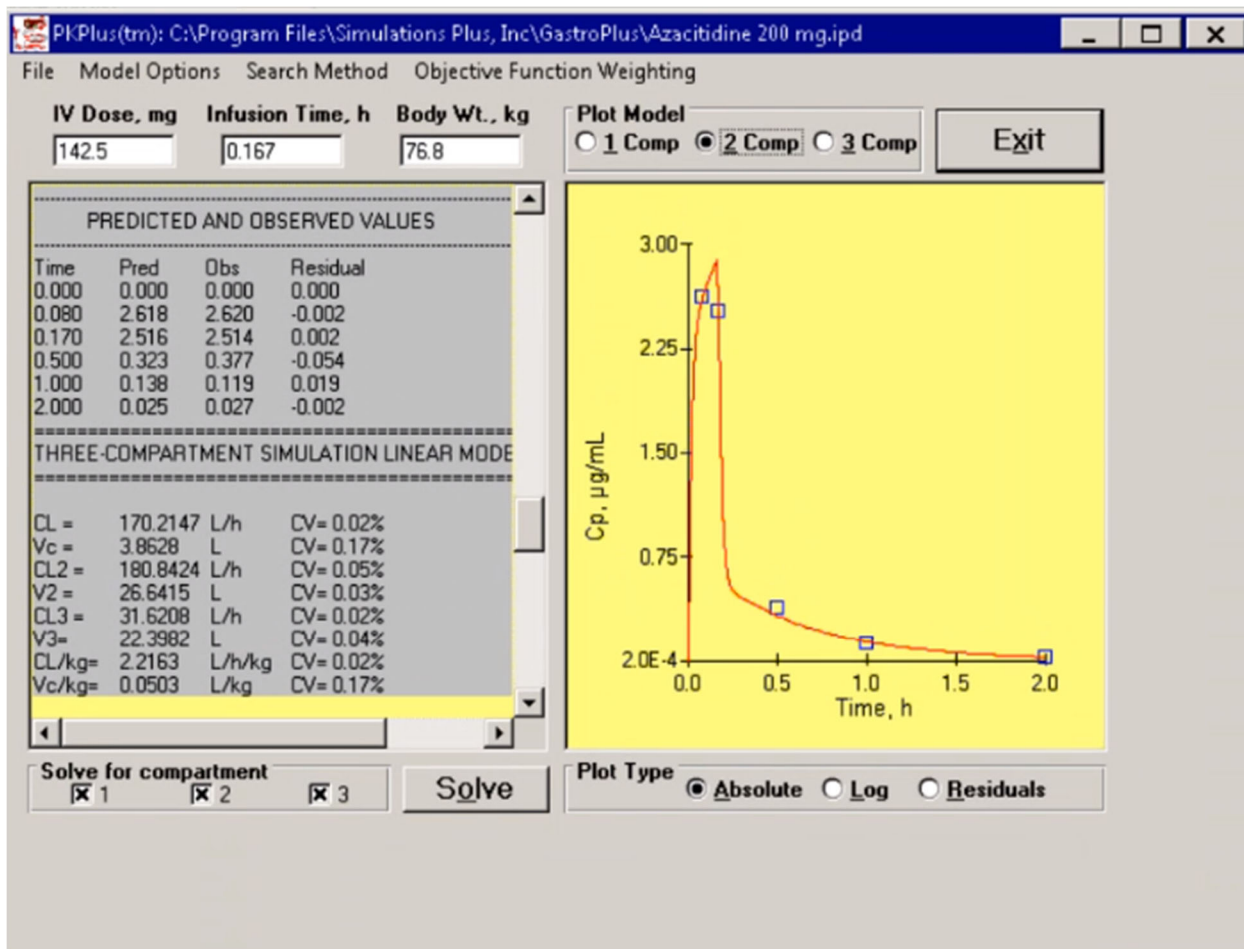 PKPlus(tm): C:\Program Files\Simulations Plus, Inc\GastroPlus\Azacitidine 200 mg.ipd
File Model Options Search Method Objective Function Weighting
IV Dose, mg Infusion Time, h Body Wt., kg
142.5 0.167 76.8
Plot Model
1 Comp 2 Comp 3 Comp
Exit
PREDICTED AND OBSERVED VALUES
Time Pred Obs Residual
0.000 0.000 0.000 0.000
0.080 2.618 2.620 -0.002
0.170 2.516 2.514 0.002
0.500 0.323 0.377 -0.054
1.000 0.138 0.119 0.019
2.000 0.025 0.027 -0.002
THREE-COMPARTMENT SIMULATION LINEAR MODE
CL = 170.2147 L/h CV= 0.02%
Vc = 3.8628 L CV= 0.17%
CL2 = 180.8424 L/h CV= 0.05%
V2 = 26.6415 L CV= 0.03%
CL3 = 31.6208 L/h CV= 0.02%
V3= 22.3982 L CV= 0.04%
CL/kg= 2.2163 L/h/kg CV= 0.02%
Vc/kg= 0.0503 L/kg CV= 0.17%
Cp, µg/mL
3.00
2.25
1.50
0.75
2.0E-4
0.0 0.5 1.0 1.5 2.0
Time, h
Solve for compartment
1 2 3
Solve
Plot Type
Absolute Log Residuals